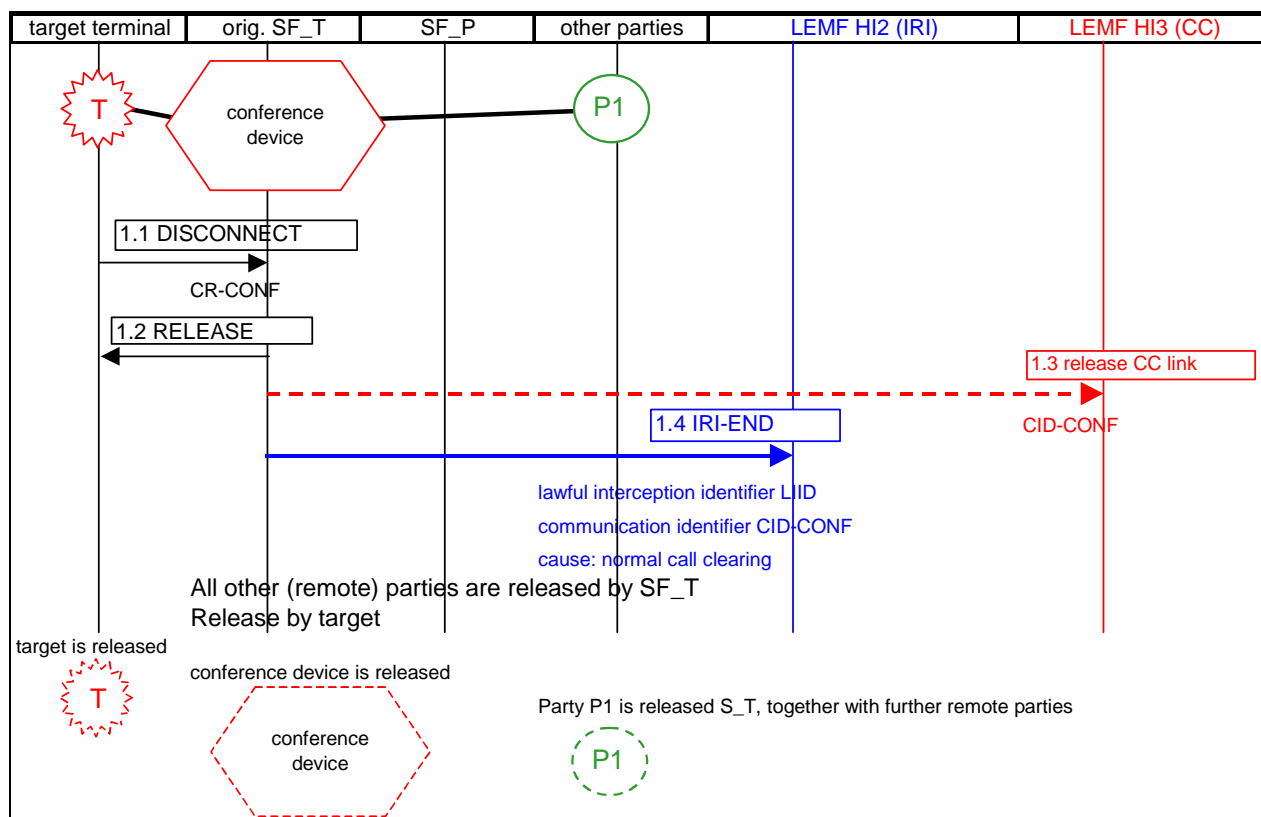 target terminal
orig. SF_T
SF_P
other parties
LEMF HI2 (IRI)
LEMF HI3 (CC)
T
conference
device
P1
1.1 DISCONNECT
CR-CONF
1.2 RELEASE
1.3 release CC link
CID-CONF
1.4 IRI-END
lawful interception identifier LIID
communication identifier CID-CONF
cause: normal call clearing
All other (remote) parties are released by SF_T
Release by target
target is released
T
conference device is released
conference
device
Party P1 is released S_T, together with further remote parties
P1